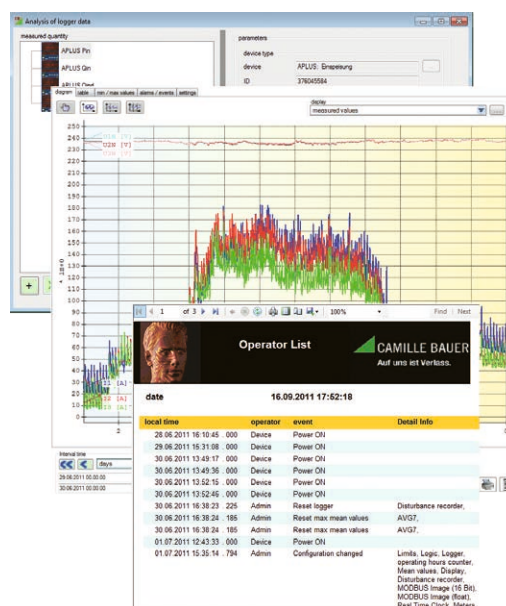 Analysis of logger data
measured quantity
APLUS Pin
APLUS Qin
parameters
device type
device APLUS: Einspeisung
ID 376045584
diagram table min / max values alarms / events settings
display
measured values
250
240
230
220
210
200
190
180
170
160
150
140
130
120
110
100
90
80
70
60
50
40
30
20
10
0
U2N [V]
I1 [A]
I2 [A]
I3 [A]
2
Interval time
days
29.06.2011 00:00:00
30.06.2011 00:00:00
1 of 3 100% Find Next
Operator List
CAMILLE BAUER
Auf uns ist Verlass.
date 16.09.2011 17:52:18
local time operator event Detail Info
28.06.2011 16:10:45 . 000 Device Power ON
29.06.2011 15:31:08 . 000 Device Power ON
30.06.2011 13:49:17 . 000 Device Power ON
30.06.2011 13:49:36 . 000 Device Power ON
30.06.2011 13:52:15 . 000 Device Power ON
30.06.2011 13:52:46 . 000 Device Power ON
30.06.2011 16:38:23 . 225 Admin Reset logger Disturbance recorder,
30.06.2011 16:38:24 . 185 Admin Reset max mean values AVG7,
30.06.2011 16:38:24 . 185 Admin Reset max mean values AVG7,
01.07.2011 12:43:33 . 000 Device Power ON
01.07.2011 15:35:14 . 794 Admin Configuration changed Limits, Logic, Logger,
operating hours counter,
Mean values, Display,
Disturbance recorder,
MODBUS Image (16 Bit),
MODBUS Image (float),
Real Time Clock, Meters